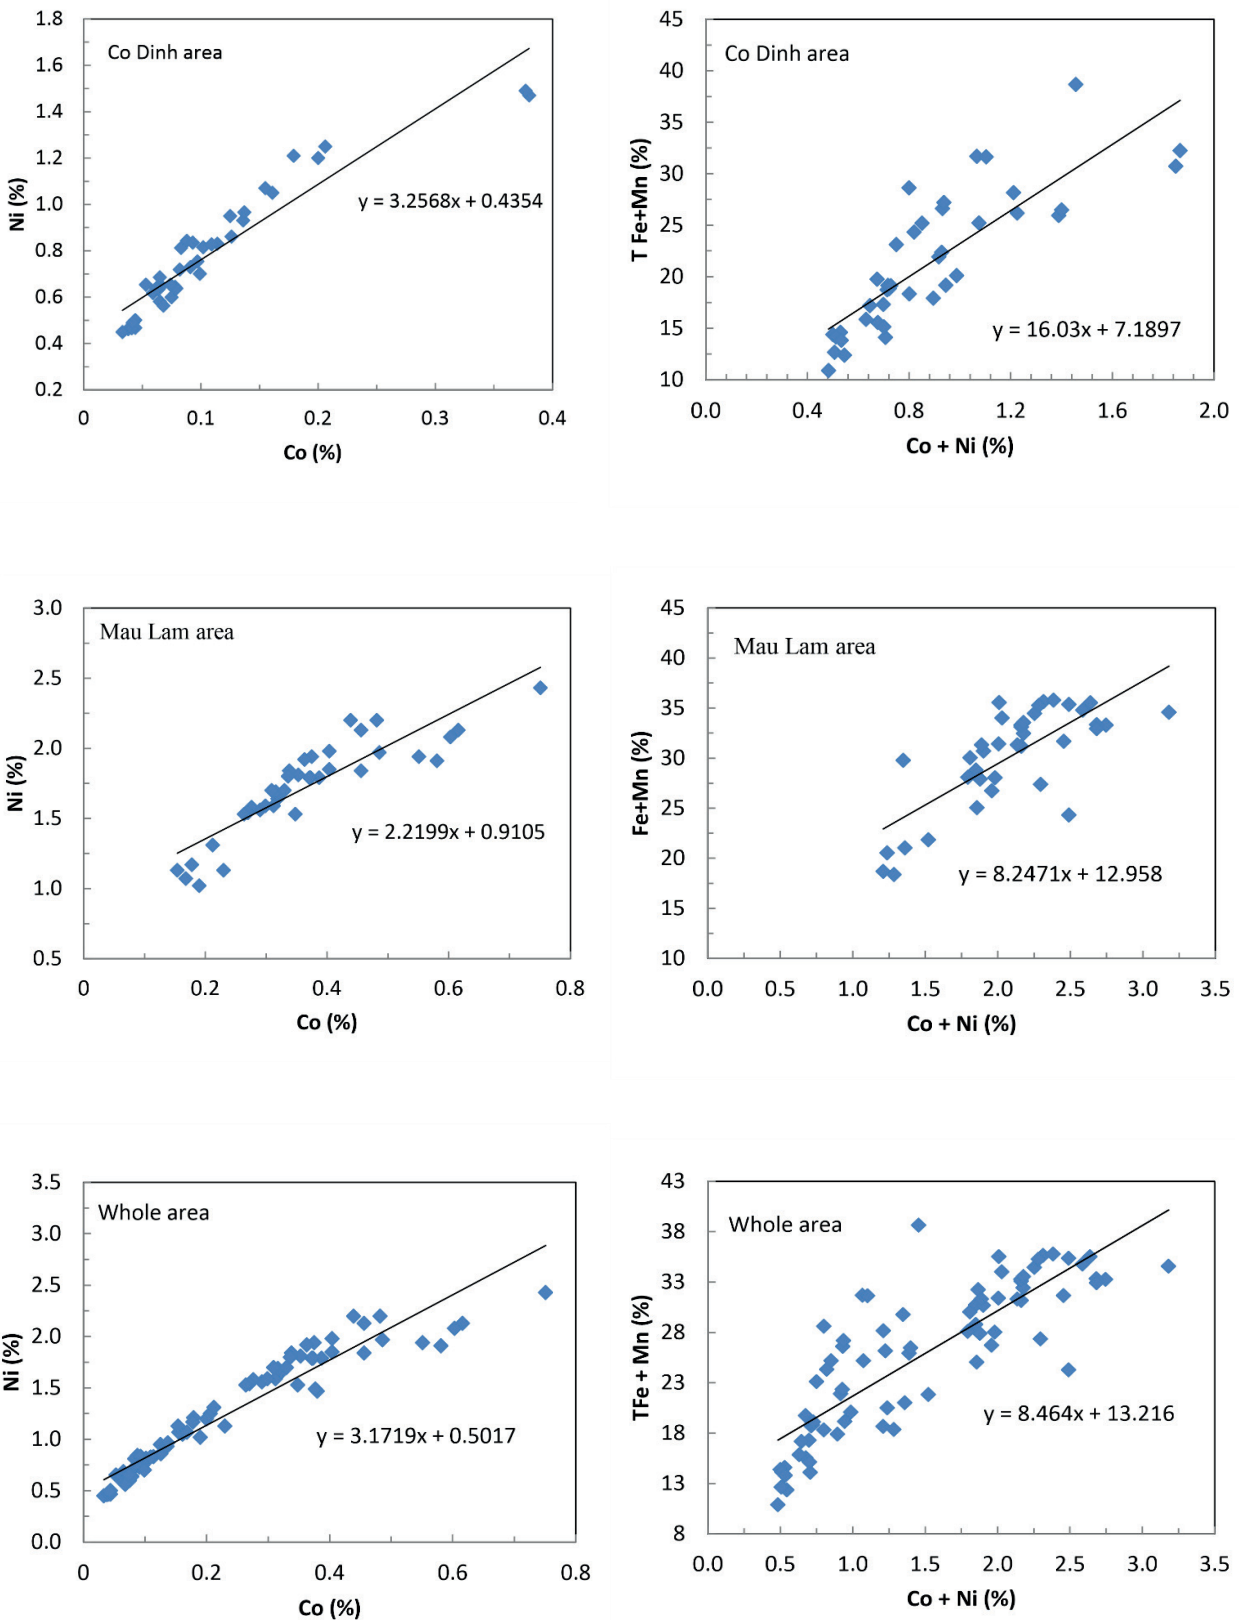 Co Dinh area
Ni (%)
1.8
1.6
1.4
1.2
1.0
0.8
0.6
0.4
0.2
y = 3.2568x + 0.4354
0 0.1 0.2 0.3 0.4
Co (%)
Co Dinh area
T Fe+Mn (%)
45
40
35
30
25
20
15
10
y = 16.03x + 7.1897
0.0 0.4 0.8 1.2 1.6 2.0
Co + Ni (%)
Mau Lam area
Ni (%)
3.0
2.5
2.0
1.5
1.0
0.5
y = 2.2199x + 0.9105
0 0.2 0.4 0.6 0.8
Co (%)
Mau Lam area
Fe+Mn (%)
45
40
35
30
25
20
15
10
y = 8.2471x + 12.958
0.0 0.5 1.0 1.5 2.0 2.5 3.0 3.5
Co + Ni (%)
Whole area
Ni (%)
3.5
3.0
2.5
2.0
1.5
1.0
0.5
0.0
y = 3.1719x + 0.5017
0 0.2 0.4 0.6 0.8
Co (%)
Whole area
TFe + Mn (%)
43
38
33
28
23
18
13
8
y = 8.464x + 13.216
0.0 0.5 1.0 1.5 2.0 2.5 3.0 3.5
Co + Ni (%)